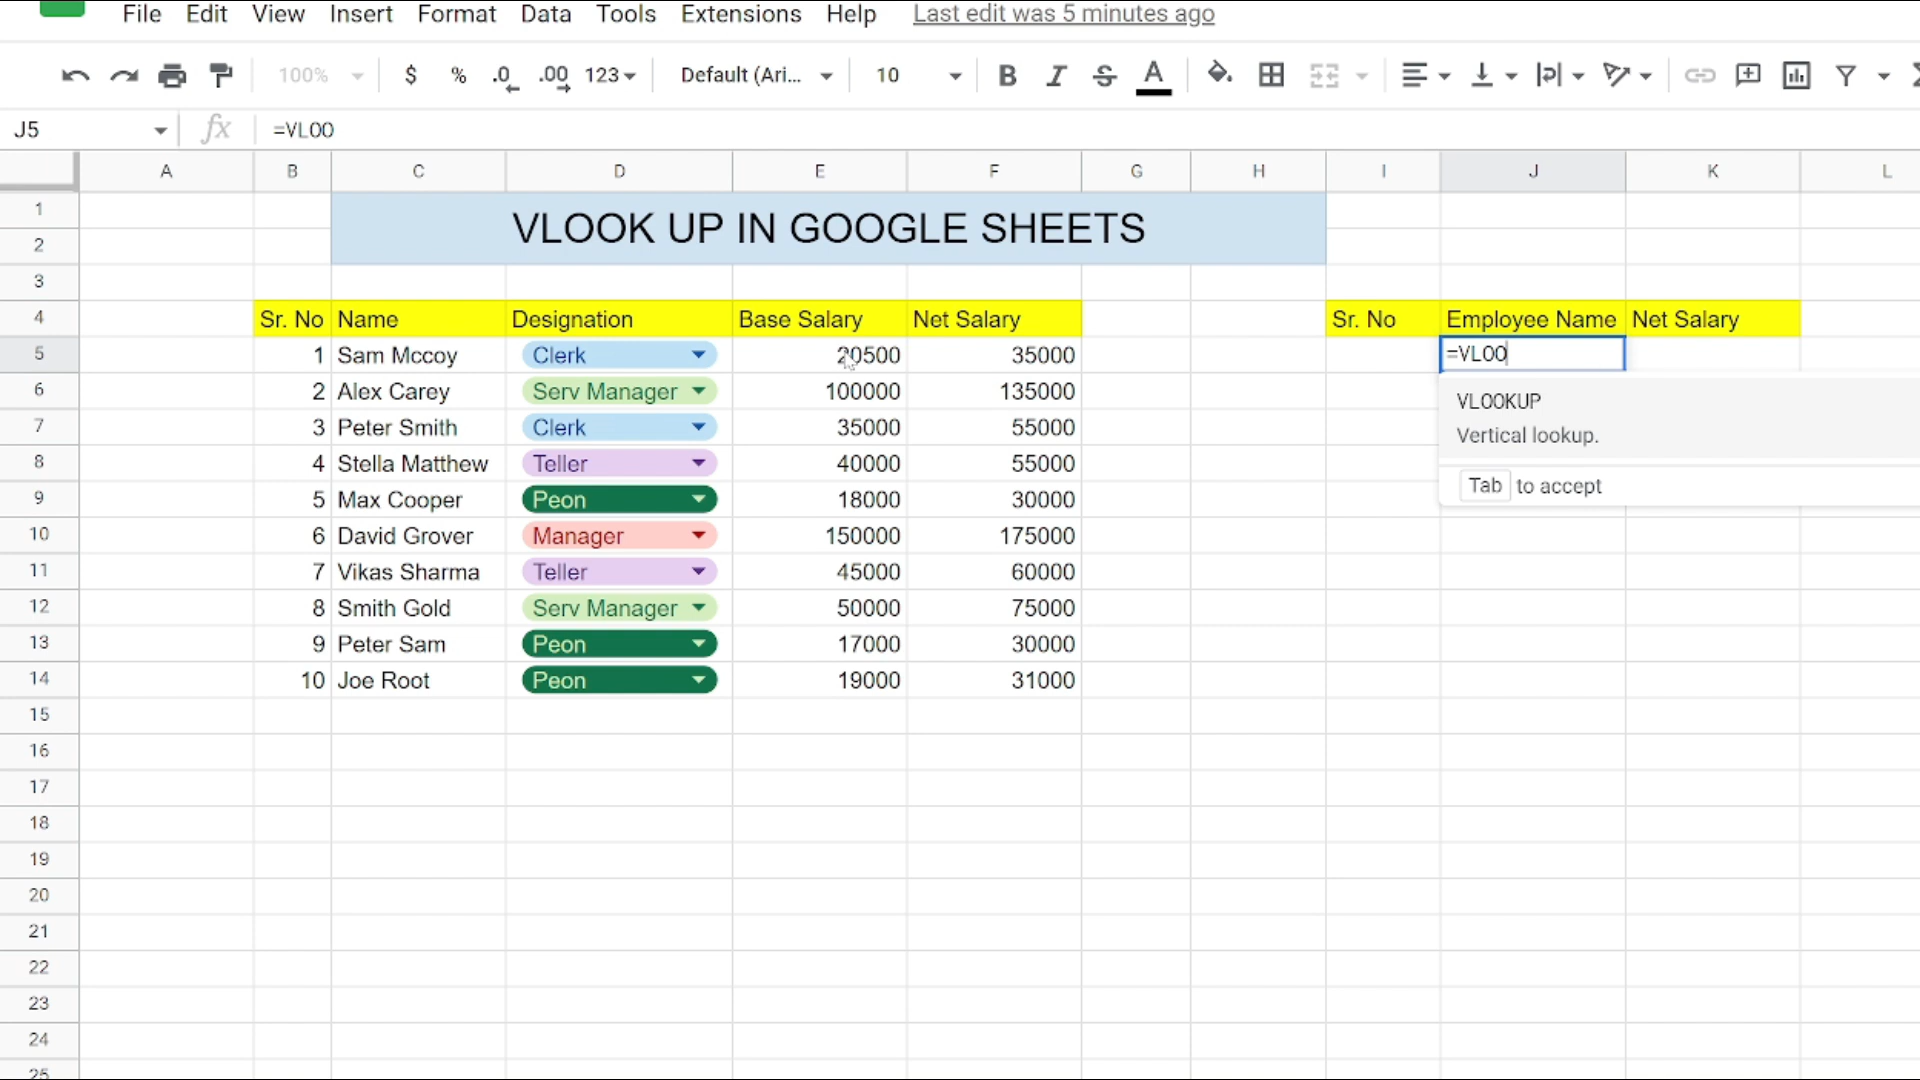 File Edit View Insert Format Data Tools Extensions Help Last edit was 5 minutes ago
100% $ % .0 .00 123 Default (Ari... 10 B I S A
J5 fx =VLOO
A B C D E F G H I J K L
1 VLOOK UP IN GOOGLE SHEETS
2
3
4 Sr. No Name Designation Base Salary Net Salary Sr. No Employee Name Net Salary
5 1 Sam Mccoy Clerk 20500 35000 =VLOO
6 2 Alex Carey Serv Manager 100000 135000 VLOOKUP
7 3 Peter Smith Clerk 35000 55000 Vertical lookup.
8 4 Stella Matthew Teller 40000 55000 Tab to accept
9 5 Max Cooper Peon 18000 30000
10 6 David Grover Manager 150000 175000
11 7 Vikas Sharma Teller 45000 60000
12 8 Smith Gold Serv Manager 50000 75000
13 9 Peter Sam Peon 17000 30000
14 10 Joe Root Peon 19000 31000
15
16
17
18
19
20
21
22
23
24
25